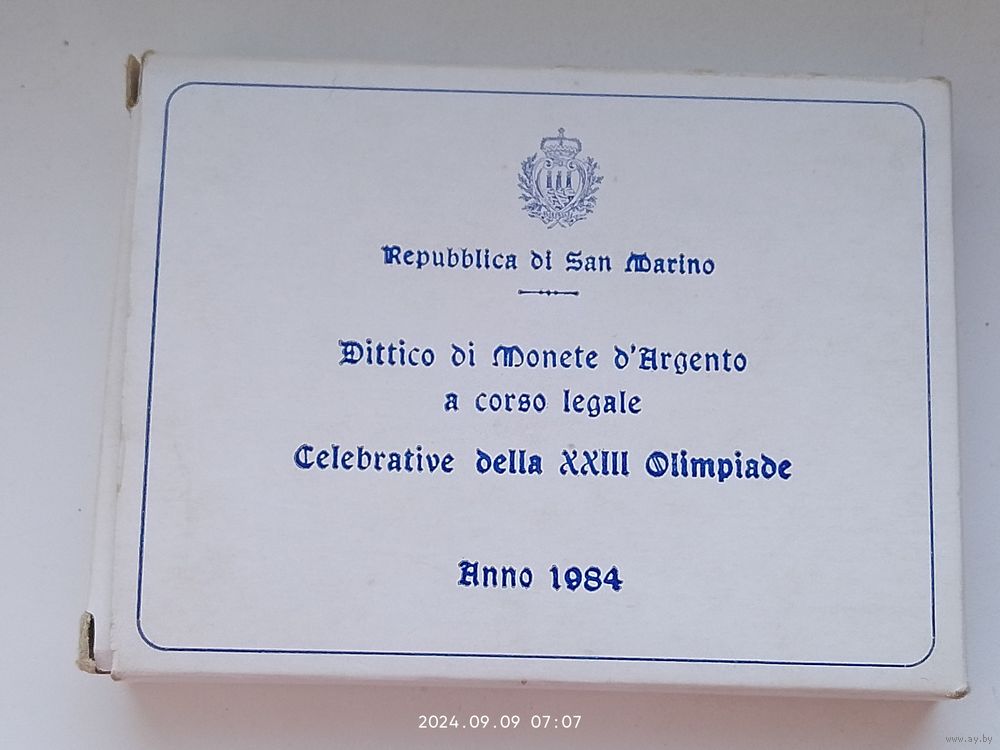 Repubblica di San Marino
Dittico di Monete d'Argento
a corso legale
Celebrative della XXIII Olimpiade
Anno 1984
2024.09.09 07:07
www.ay.by